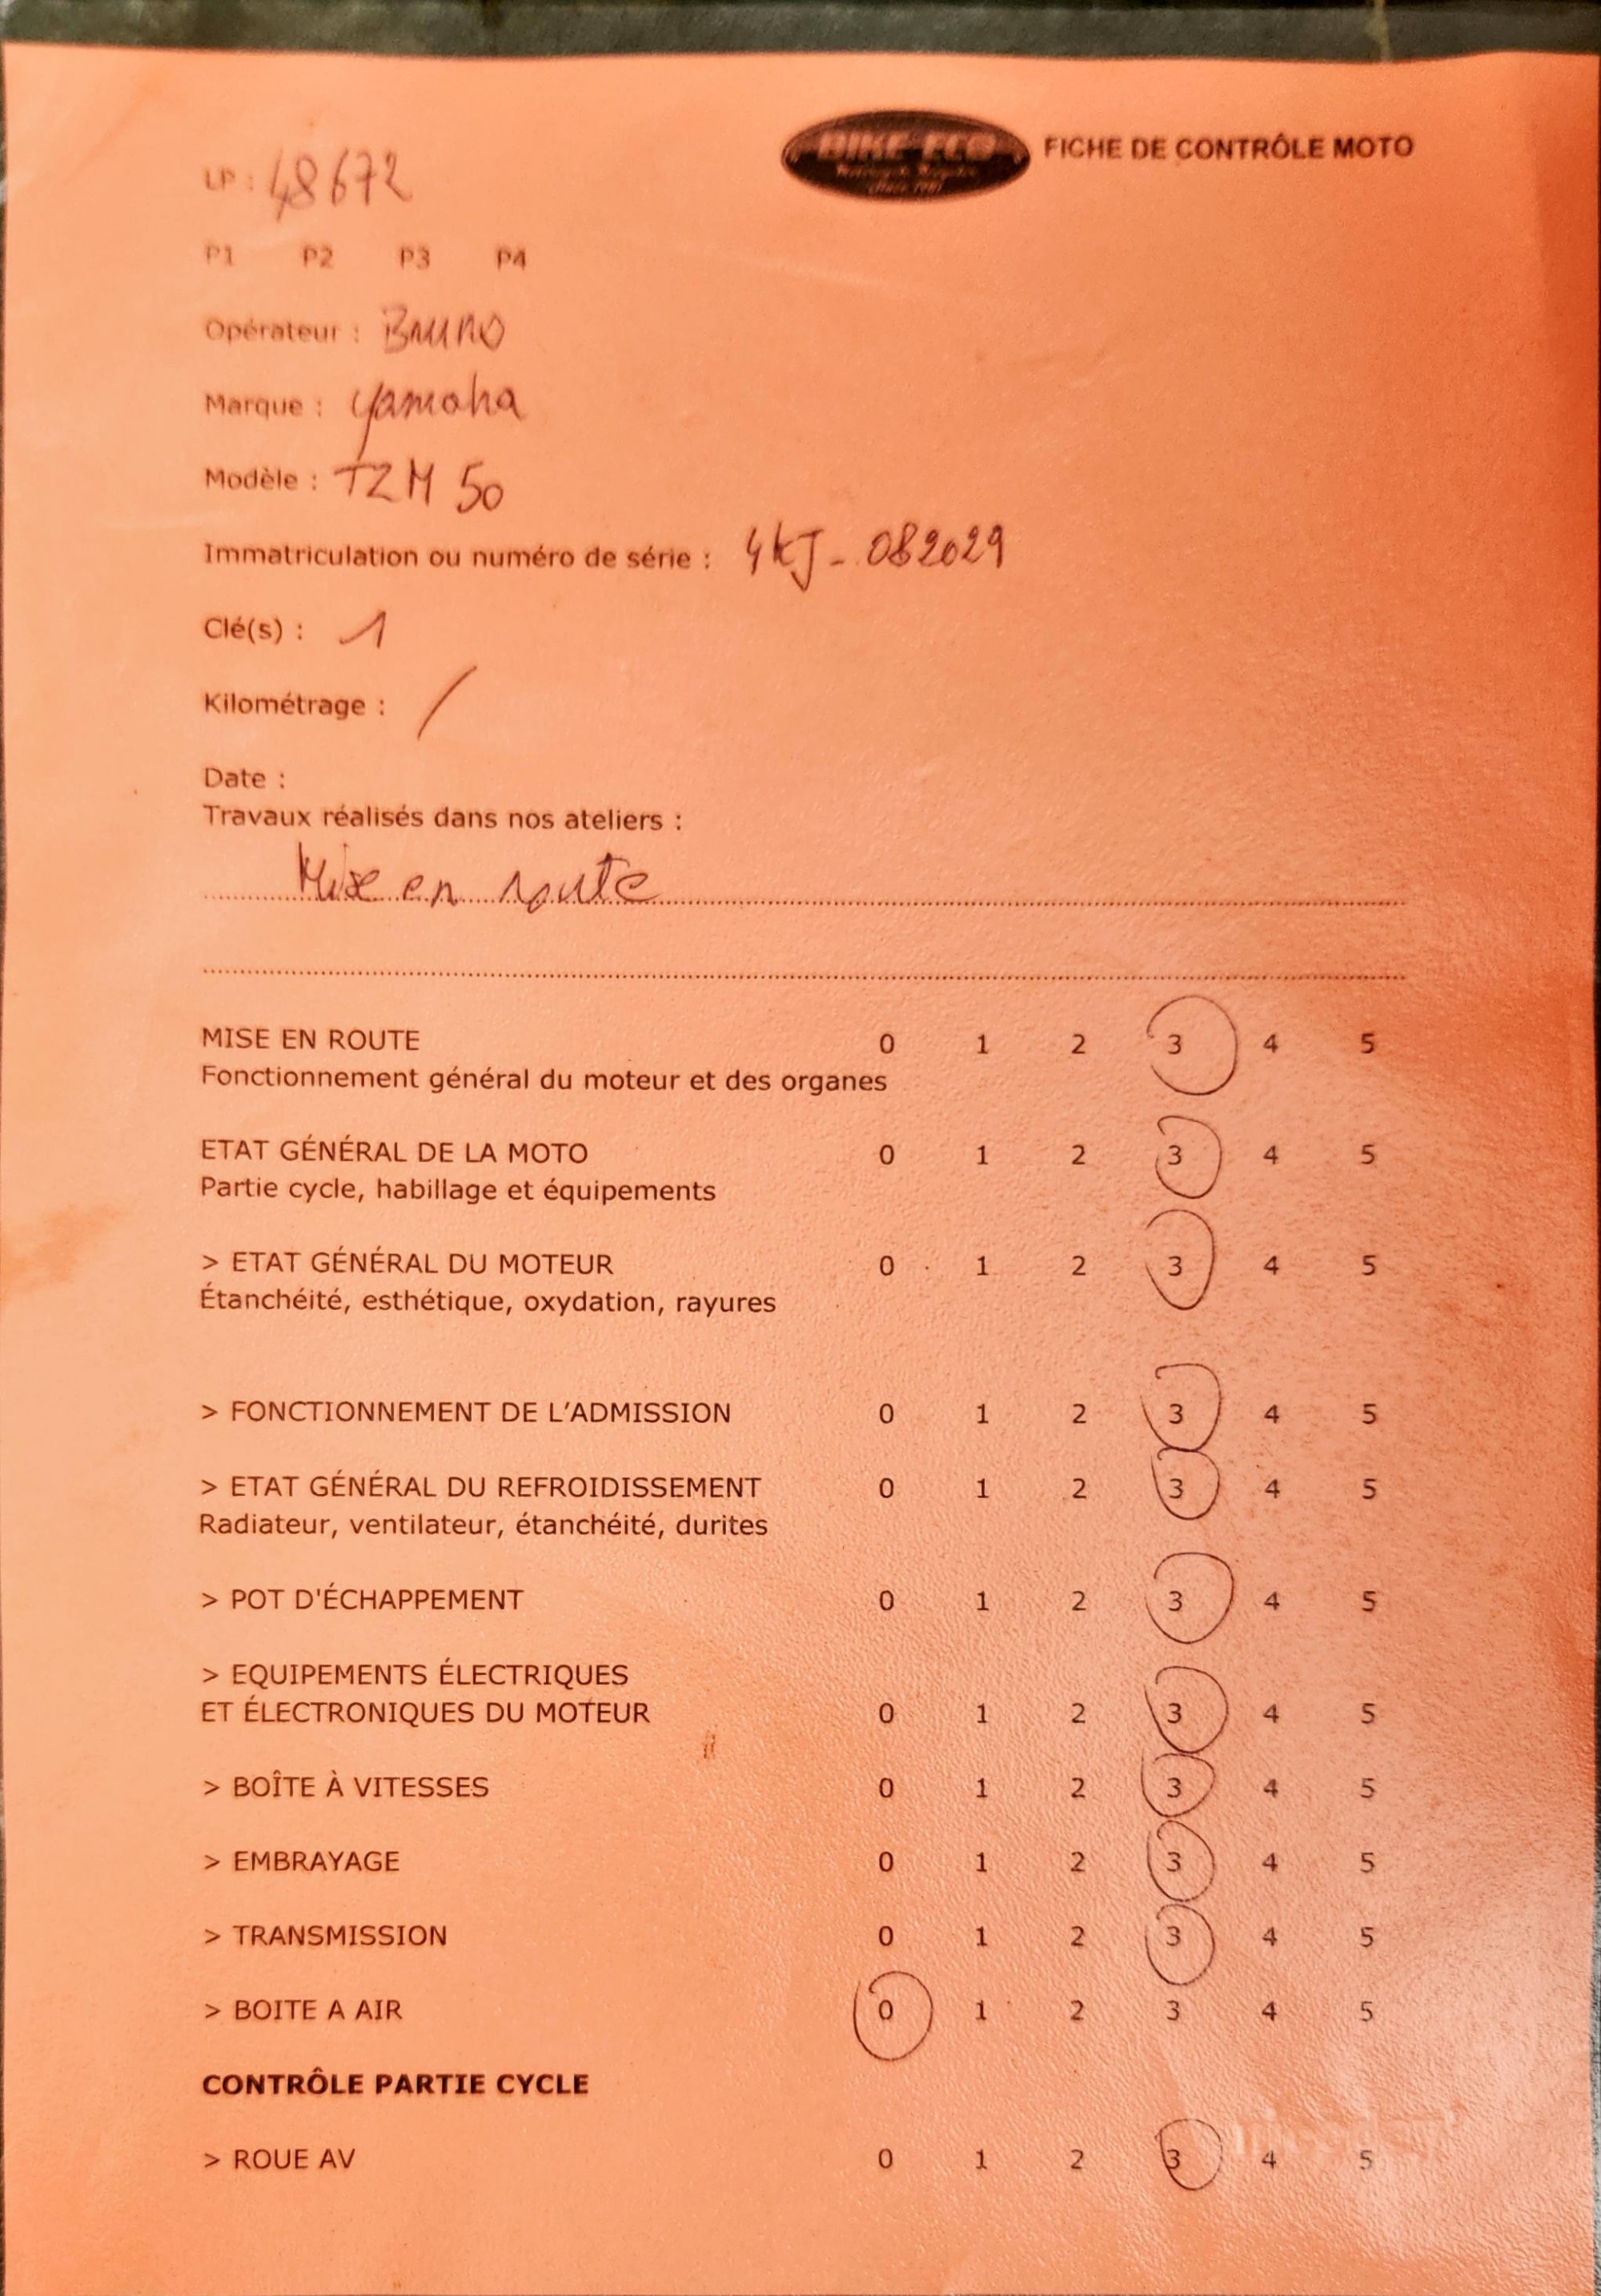 BIKE-ECO FICHE DE CONTRÔLE MOTO
LP : 48672
P1 P2 P3 P4
Opérateur : Bruno
Marque : Yamaha
Modèle : TZM 50
Immatriculation ou numéro de série : 4KJ-082029
Clé(s) : 1
Kilométrage : /
Date :
Travaux réalisés dans nos ateliers :
Mise en route
MISE EN ROUTE 0 1 2 3 4 5
Fonctionnement général du moteur et des organes
ETAT GÉNÉRAL DE LA MOTO 0 1 2 3 4 5
Partie cycle, habillage et équipements
> ETAT GÉNÉRAL DU MOTEUR 0 1 2 3 4 5
Étanchéité, esthétique, oxydation, rayures
> FONCTIONNEMENT DE L'ADMISSION 0 1 2 3 4 5
> ETAT GÉNÉRAL DU REFROIDISSEMENT 0 1 2 3 4 5
Radiateur, ventilateur, étanchéité, durites
> POT D'ÉCHAPPEMENT 0 1 2 3 4 5
> EQUIPEMENTS ÉLECTRIQUES
ET ÉLECTRONIQUES DU MOTEUR 0 1 2 3 4 5
> BOÎTE À VITESSES 0 1 2 3 4 5
> EMBRAYAGE 0 1 2 3 4 5
> TRANSMISSION 0 1 2 3 4 5
> BOITE A AIR 0 1 2 3 4 5
CONTRÔLE PARTIE CYCLE
> ROUE AV 0 1 2 3 4 5